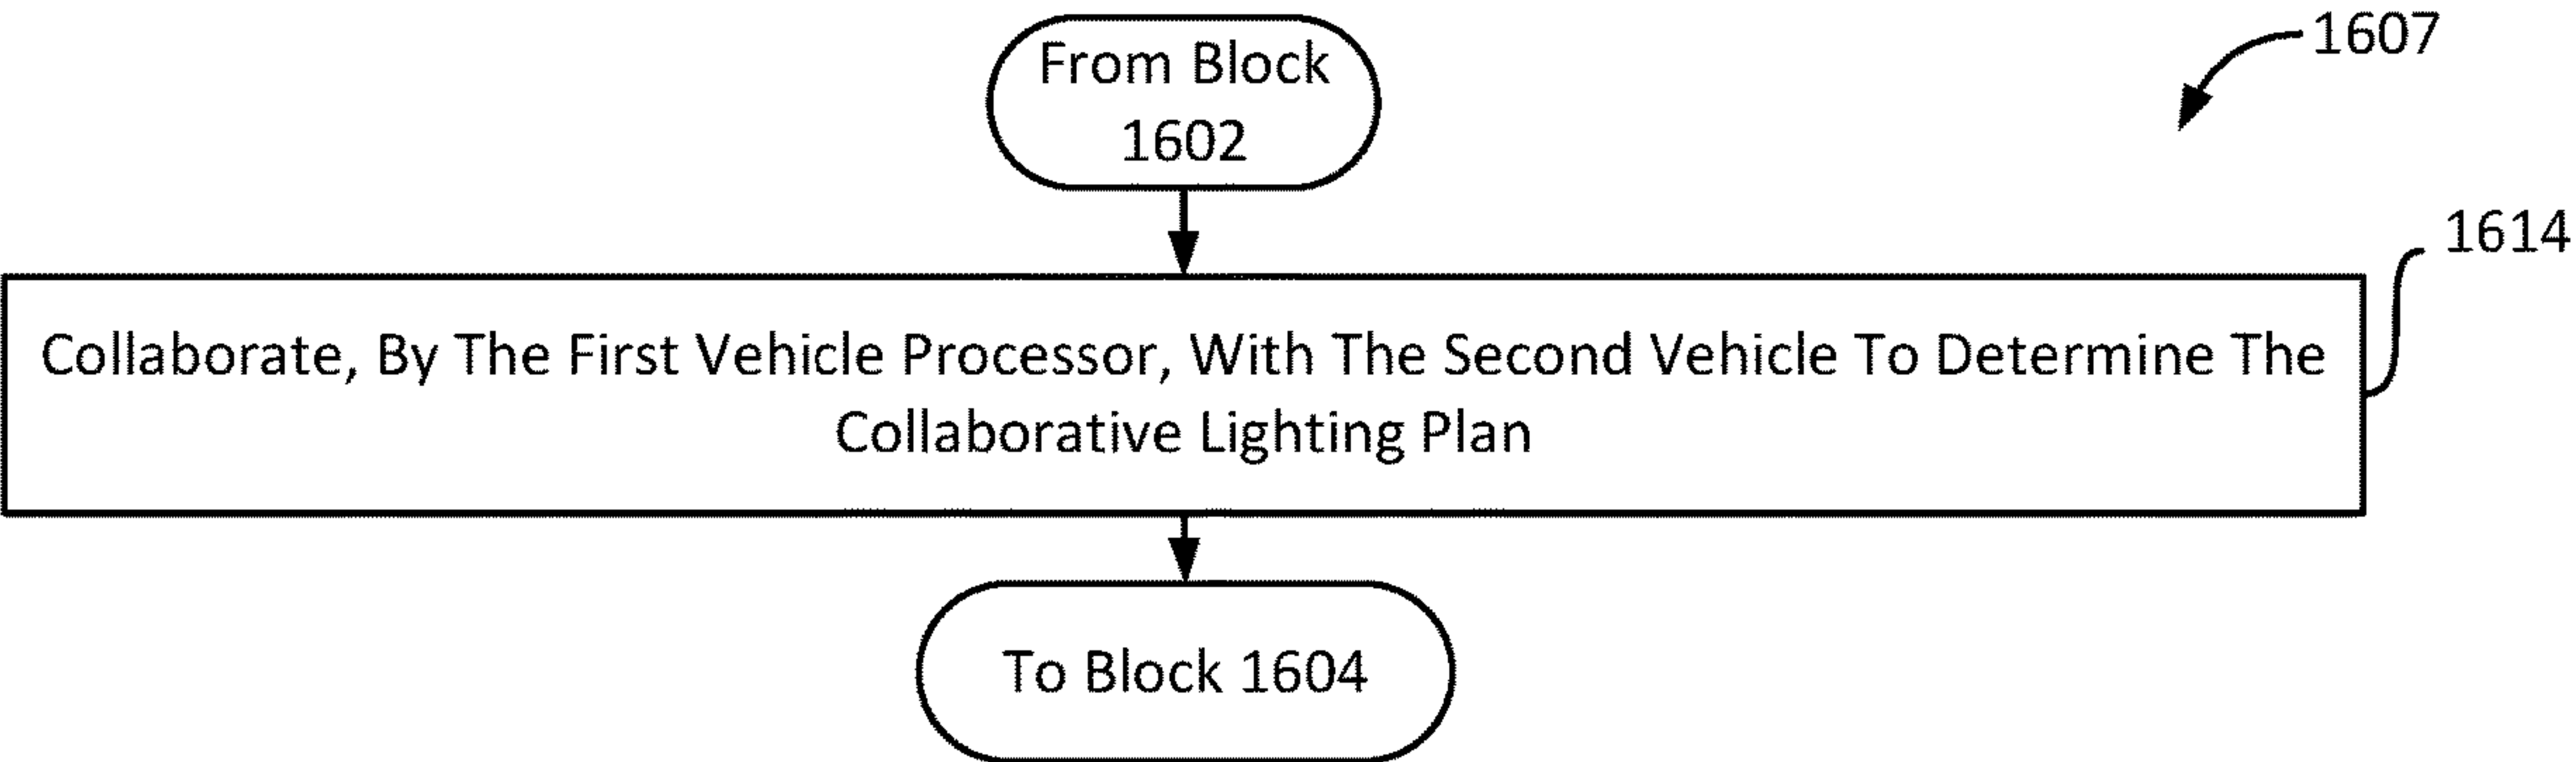 From Block
1602
1607
1614
Collaborate, By The First Vehicle Processor, With The Second Vehicle To Determine The
Collaborative Lighting Plan
To Block 1604